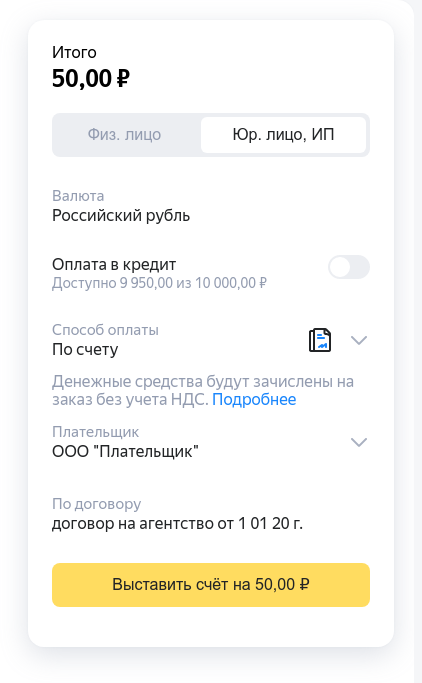 Итого
50,00 ₽
Физ. лицо
Юр. лицо, ИП
Валюта
Российский рубль
Оплата в кредит
Доступно 9 950,00 из 10 000,00 ₽
Способ оплаты
По счету
Денежные средства будут зачислены на
заказ без учета НДС. Подробнее
Плательщик
ООО "Плательщик"
По договору
договор на агентство от 1 01 20 г.
Выставить счёт на 50,00 ₽